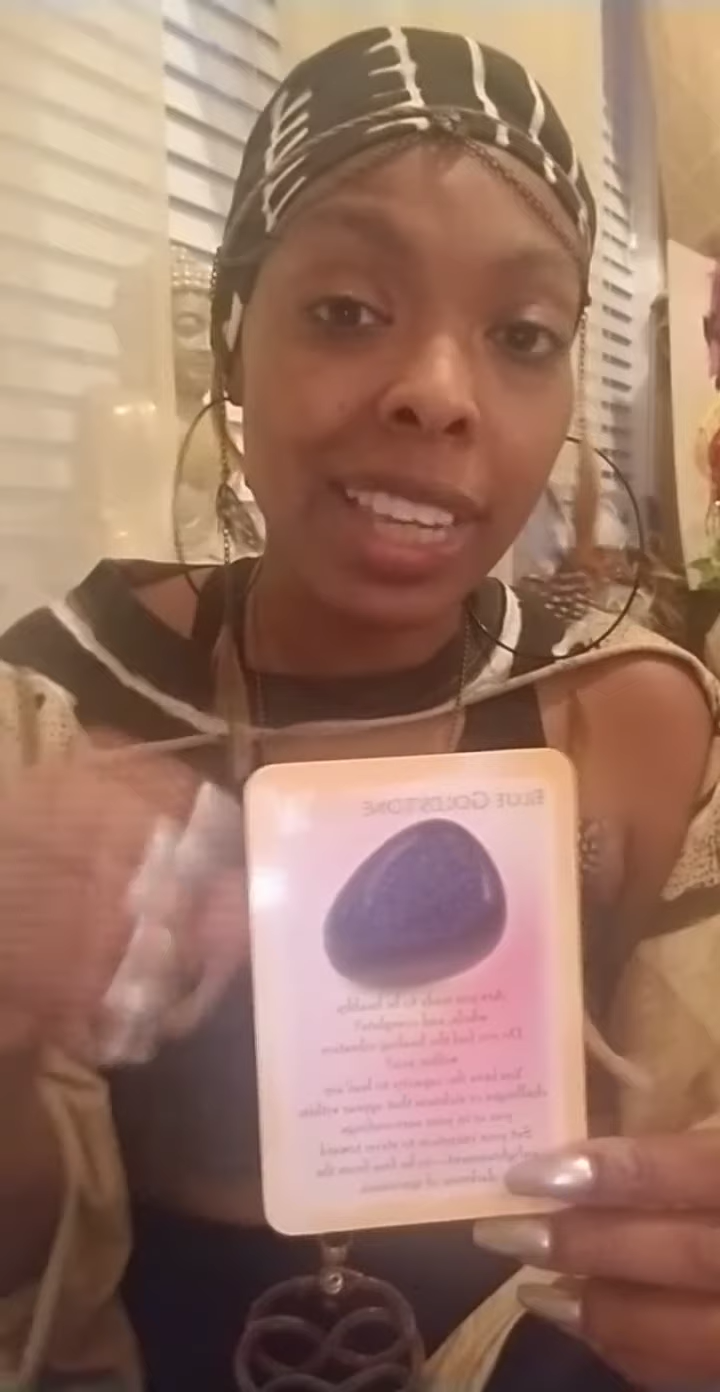 BLUE GOLDSTONE
Are you ready to be healthy,
whole, and complete?
Do you feel the healing vibration
within you?
You have the capacity to heal any
challenges or sickness that appear within
you or in your surroundings.
Set your intention to move toward
enlightenment—to be free from the
darkness of ignorance.